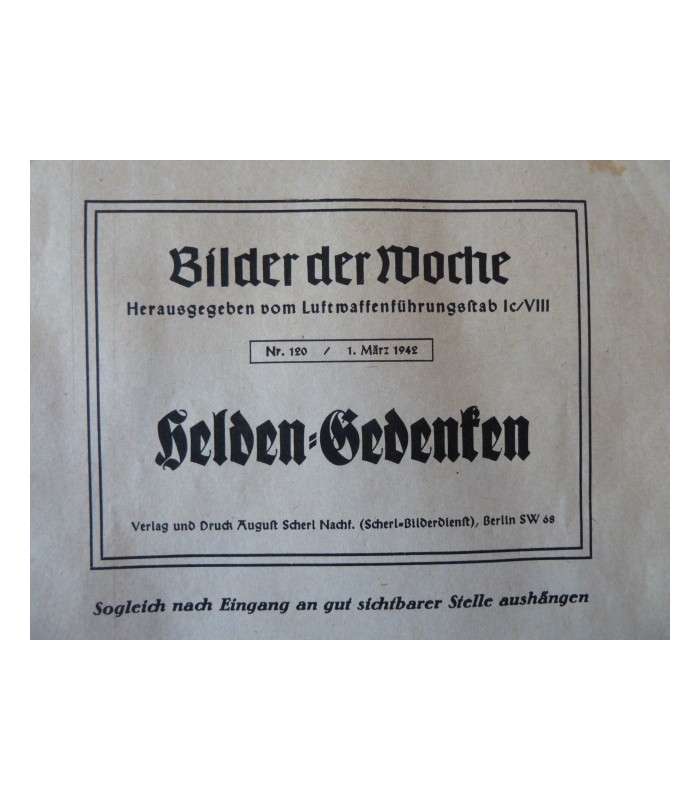 Bilder der Woche
Herausgegeben vom Luftwaffenführungsstab Ic/VIII
Nr. 120 / 1. März 1942
Helden=Gedenken
Verlag und Druck August Scherl Nachf. (Scherl=Bilderdienst), Berlin SW 68
Sogleich nach Eingang an gut sichtbarer Stelle aushängen